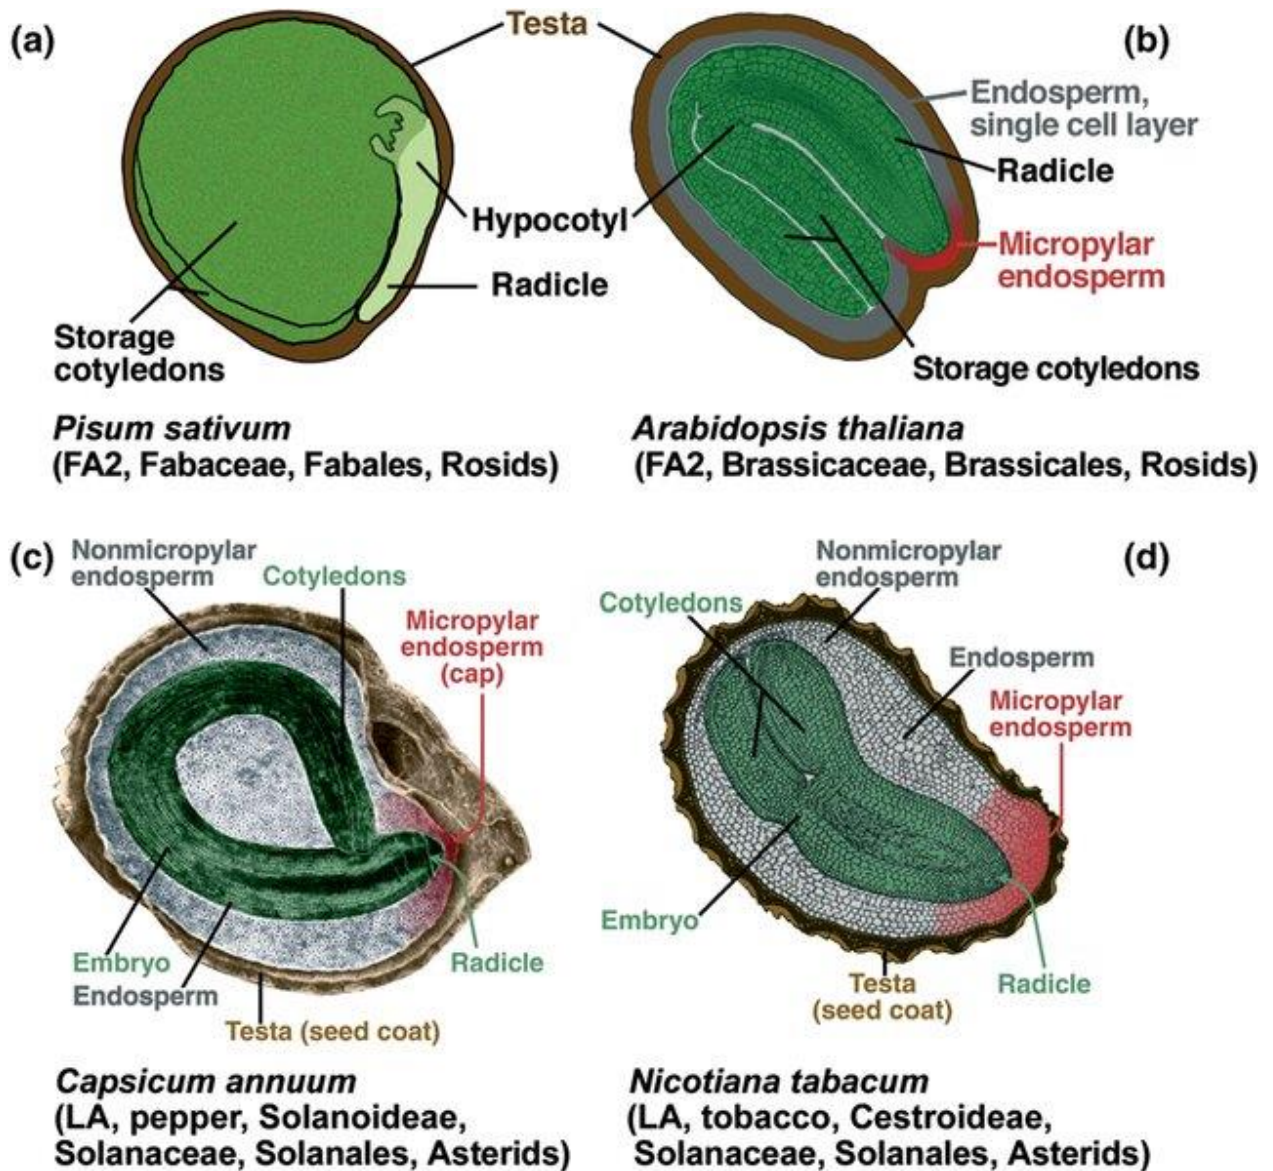 (a)
Testa
(b)
Endosperm,
single cell layer
Radicle
Hypocotyl
Micropylar
endosperm
Radicle
Storage
cotyledons
Storage cotyledons
Pisum sativum
(FA2, Fabaceae, Fabales, Rosids)
Arabidopsis thaliana
(FA2, Brassicaceae, Brassicales, Rosids)
(c)
Nonmicropylar
endosperm
Cotyledons
Micropylar
endosperm
(cap)
Embryo
Endosperm
Radicle
Testa (seed coat)
Capsicum annuum
(LA, pepper, Solanoideae,
Solanaceae, Solanales, Asterids)
(d)
Nonmicropylar
endosperm
Cotyledons
Endosperm
Micropylar
endosperm
Embryo
Testa
(seed coat)
Radicle
Nicotiana tabacum
(LA, tobacco, Cestroideae,
Solanaceae, Solanales, Asterids)